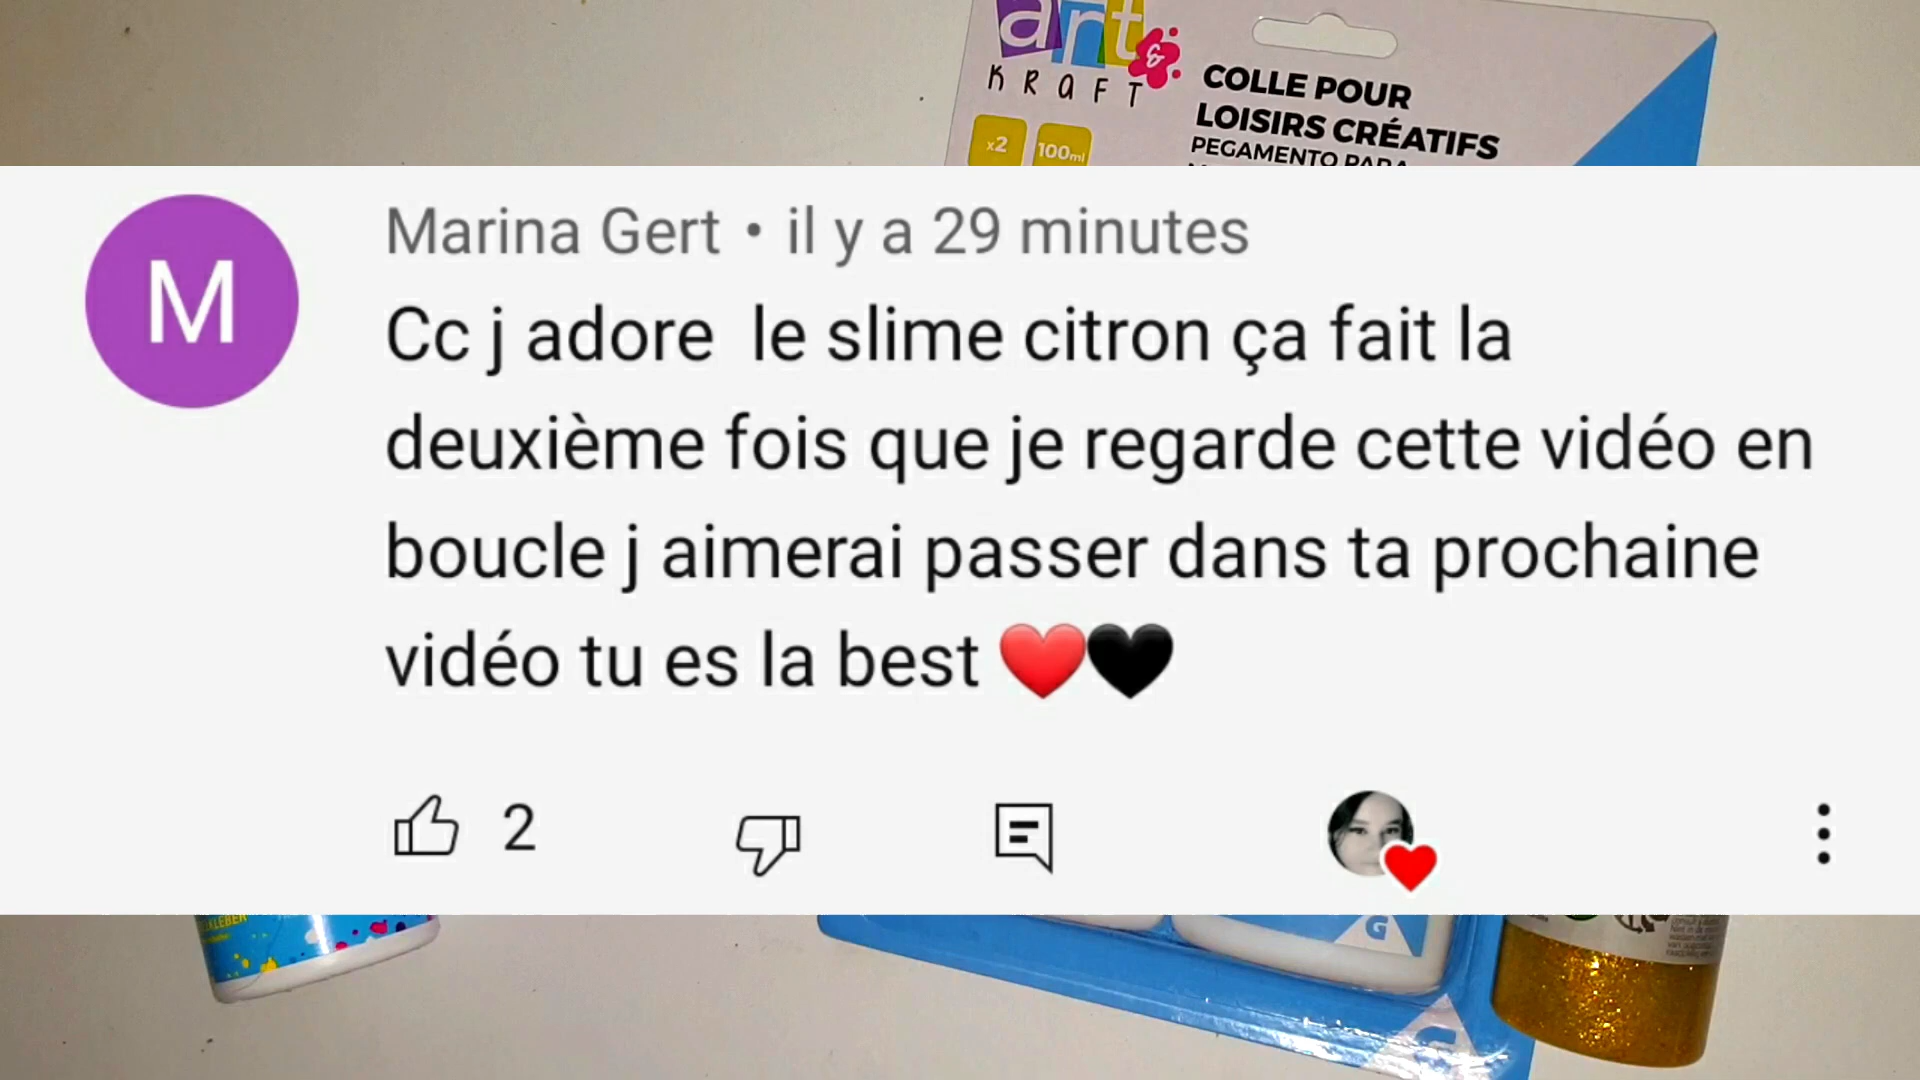 art &
KRAFT
COLLE POUR
LOISIRS CRÉATIFS
PEGAMENTO PARA
x2
100ml
M
Marina Gert • il y a 29 minutes
Cc j adore  le slime citron ça fait la
deuxième fois que je regarde cette vidéo en
boucle j aimerai passer dans ta prochaine
vidéo tu es la best ❤️🖤
2
G